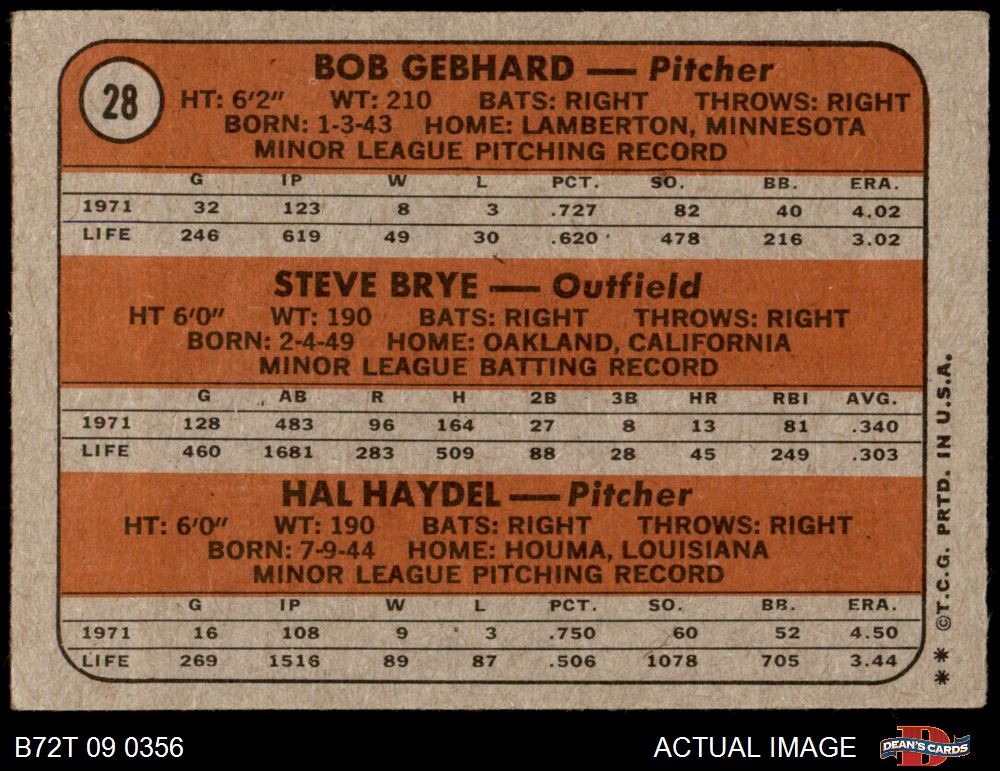 28
BOB GEBHARD — Pitcher
HT: 6'2" WT: 210 BATS: RIGHT THROWS: RIGHT
BORN: 1-3-43 HOME: LAMBERTON, MINNESOTA
MINOR LEAGUE PITCHING RECORD
G IP W L PCT. SO. BB. ERA.
1971 32 123 8 3 .727 82 40 4.02
LIFE 246 619 49 30 .620 478 216 3.02
STEVE BRYE — Outfield
HT 6'0" WT: 190 BATS: RIGHT THROWS: RIGHT
BORN: 2-4-49 HOME: OAKLAND, CALIFORNIA
MINOR LEAGUE BATTING RECORD
G AB R H 2B 3B HR RBI AVG.
1971 128 483 96 164 27 8 13 81 .340
LIFE 460 1681 283 509 88 28 45 249 .303
HAL HAYDEL — Pitcher
HT: 6'0" WT: 190 BATS: RIGHT THROWS: RIGHT
BORN: 7-9-44 HOME: HOUMA, LOUISIANA
MINOR LEAGUE PITCHING RECORD
G IP W L PCT. SO. BB. ERA.
1971 16 108 9 3 .750 60 52 4.50
LIFE 269 1516 89 87 .506 1078 705 3.44
** ©T.C.G. PRTD. IN U.S.A.
B72T 09 0356
ACTUAL IMAGE
DEAN'S CARDS